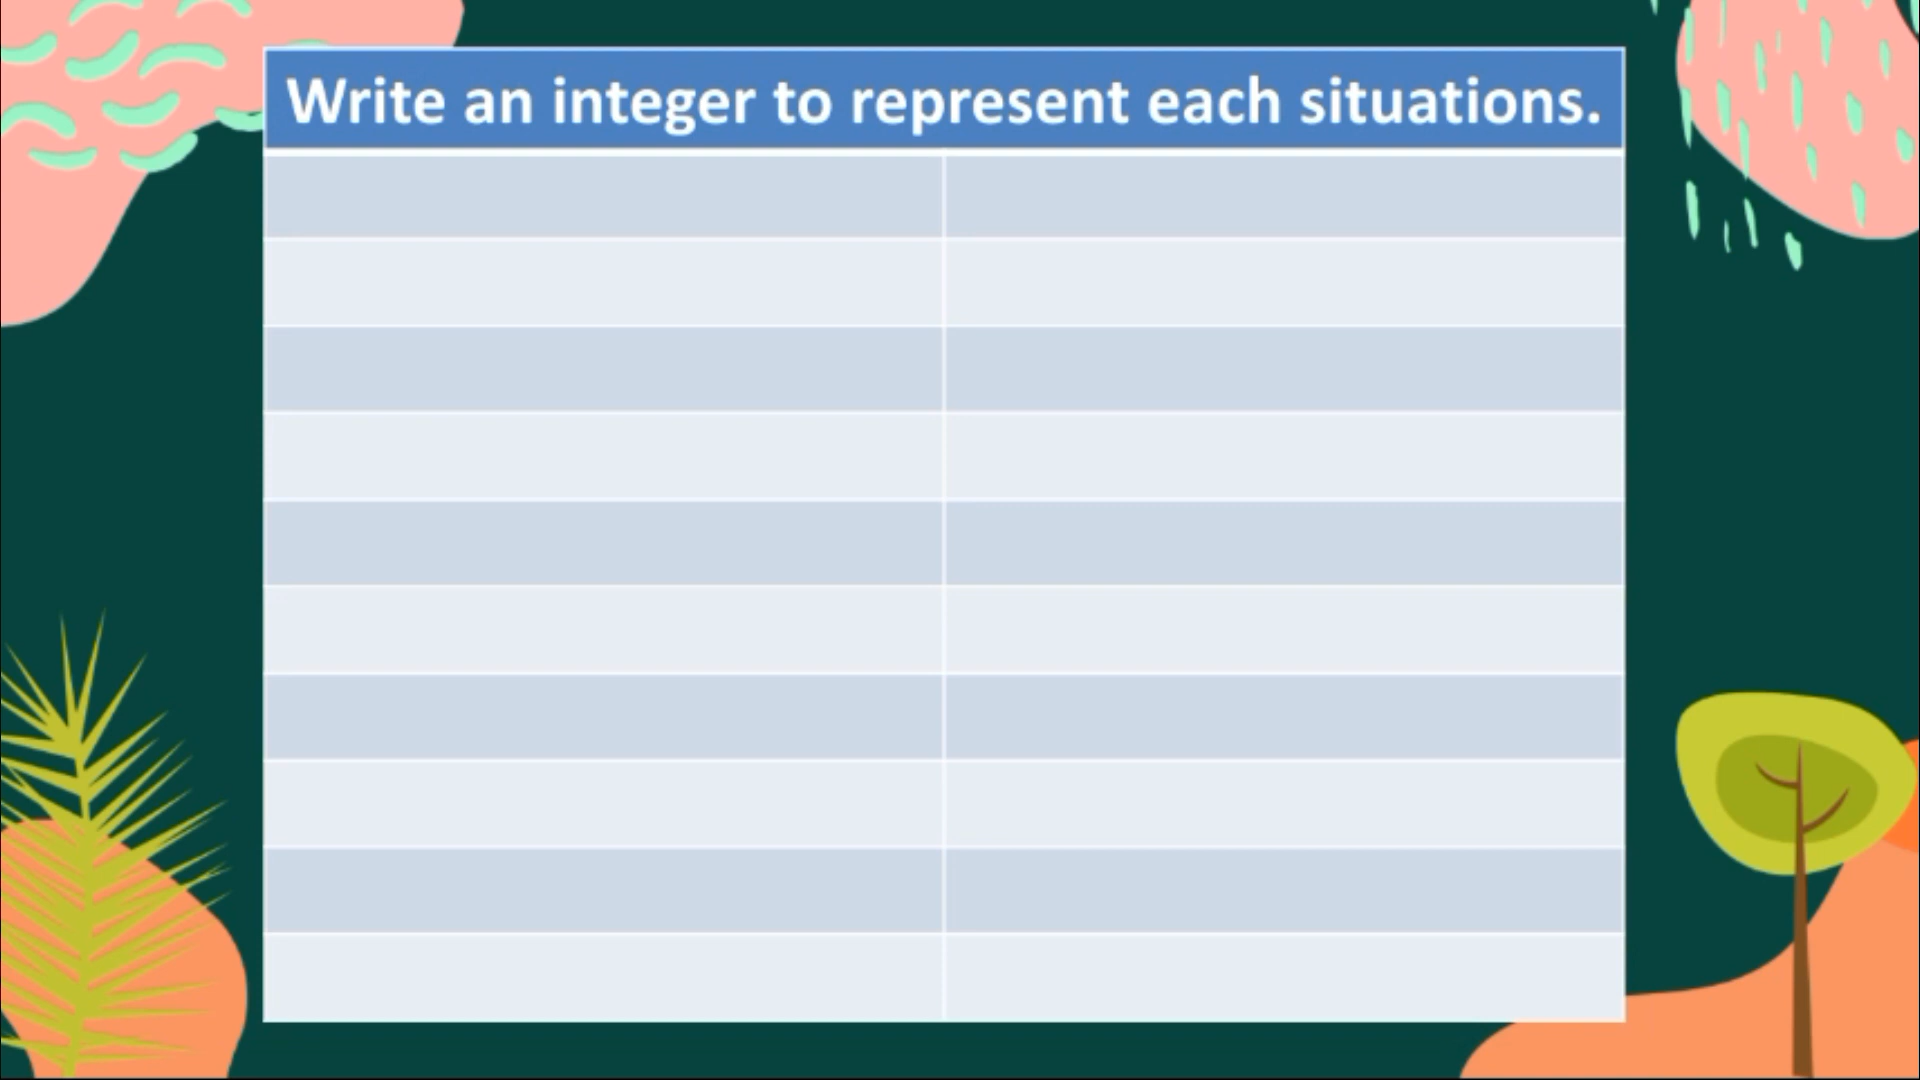 Write an integer to represent each situations.